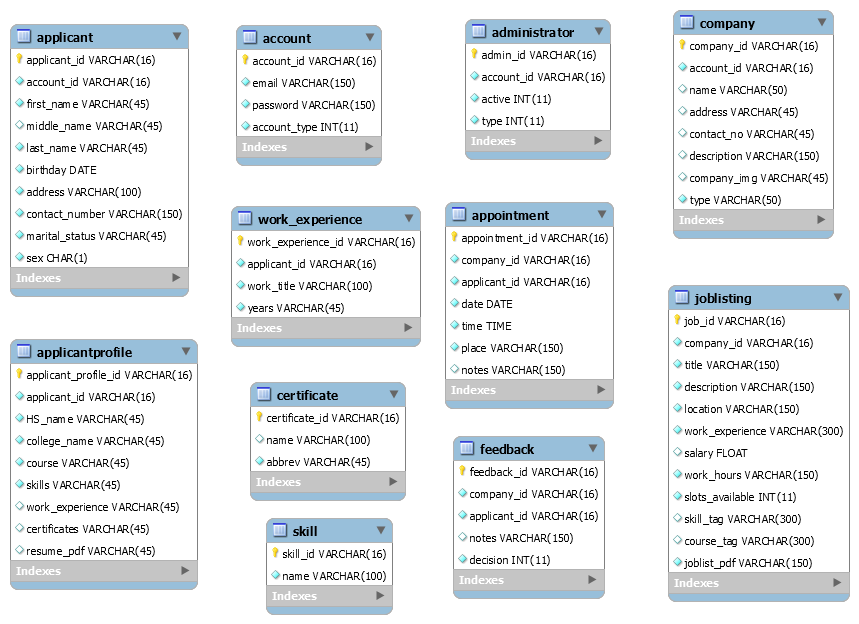 applicant
applicant_id VARCHAR(16)
account_id VARCHAR(16)
first_name VARCHAR(45)
middle_name VARCHAR(45)
last_name VARCHAR(45)
birthday DATE
address VARCHAR(100)
contact_number VARCHAR(150)
marital_status VARCHAR(45)
sex CHAR(1)
Indexes
account
account_id VARCHAR(16)
email VARCHAR(150)
password VARCHAR(150)
account_type INT(11)
Indexes
administrator
admin_id VARCHAR(16)
account_id VARCHAR(16)
active INT(11)
type INT(11)
Indexes
company
company_id VARCHAR(16)
account_id VARCHAR(16)
name VARCHAR(50)
address VARCHAR(45)
contact_no VARCHAR(45)
description VARCHAR(150)
company_img VARCHAR(45)
type VARCHAR(50)
Indexes
work_experience
work_experience_id VARCHAR(16)
applicant_id VARCHAR(16)
work_title VARCHAR(100)
years VARCHAR(45)
Indexes
appointment
appointment_id VARCHAR(16)
company_id VARCHAR(16)
applicant_id VARCHAR(16)
date DATE
time TIME
place VARCHAR(150)
notes VARCHAR(150)
Indexes
joblisting
job_id VARCHAR(16)
company_id VARCHAR(16)
title VARCHAR(150)
description VARCHAR(150)
location VARCHAR(150)
work_experience VARCHAR(300)
salary FLOAT
work_hours VARCHAR(150)
slots_available INT(11)
skill_tag VARCHAR(300)
course_tag VARCHAR(300)
joblist_pdf VARCHAR(150)
Indexes
applicantprofile
applicant_profile_id VARCHAR(16)
applicant_id VARCHAR(16)
HS_name VARCHAR(45)
college_name VARCHAR(45)
course VARCHAR(45)
skills VARCHAR(45)
work_experience VARCHAR(45)
certificates VARCHAR(45)
resume_pdf VARCHAR(45)
Indexes
certificate
certificate_id VARCHAR(16)
name VARCHAR(100)
abbrev VARCHAR(45)
Indexes
feedback
feedback_id VARCHAR(16)
company_id VARCHAR(16)
applicant_id VARCHAR(16)
notes VARCHAR(150)
decision INT(11)
Indexes
skill
skill_id VARCHAR(16)
name VARCHAR(100)
Indexes